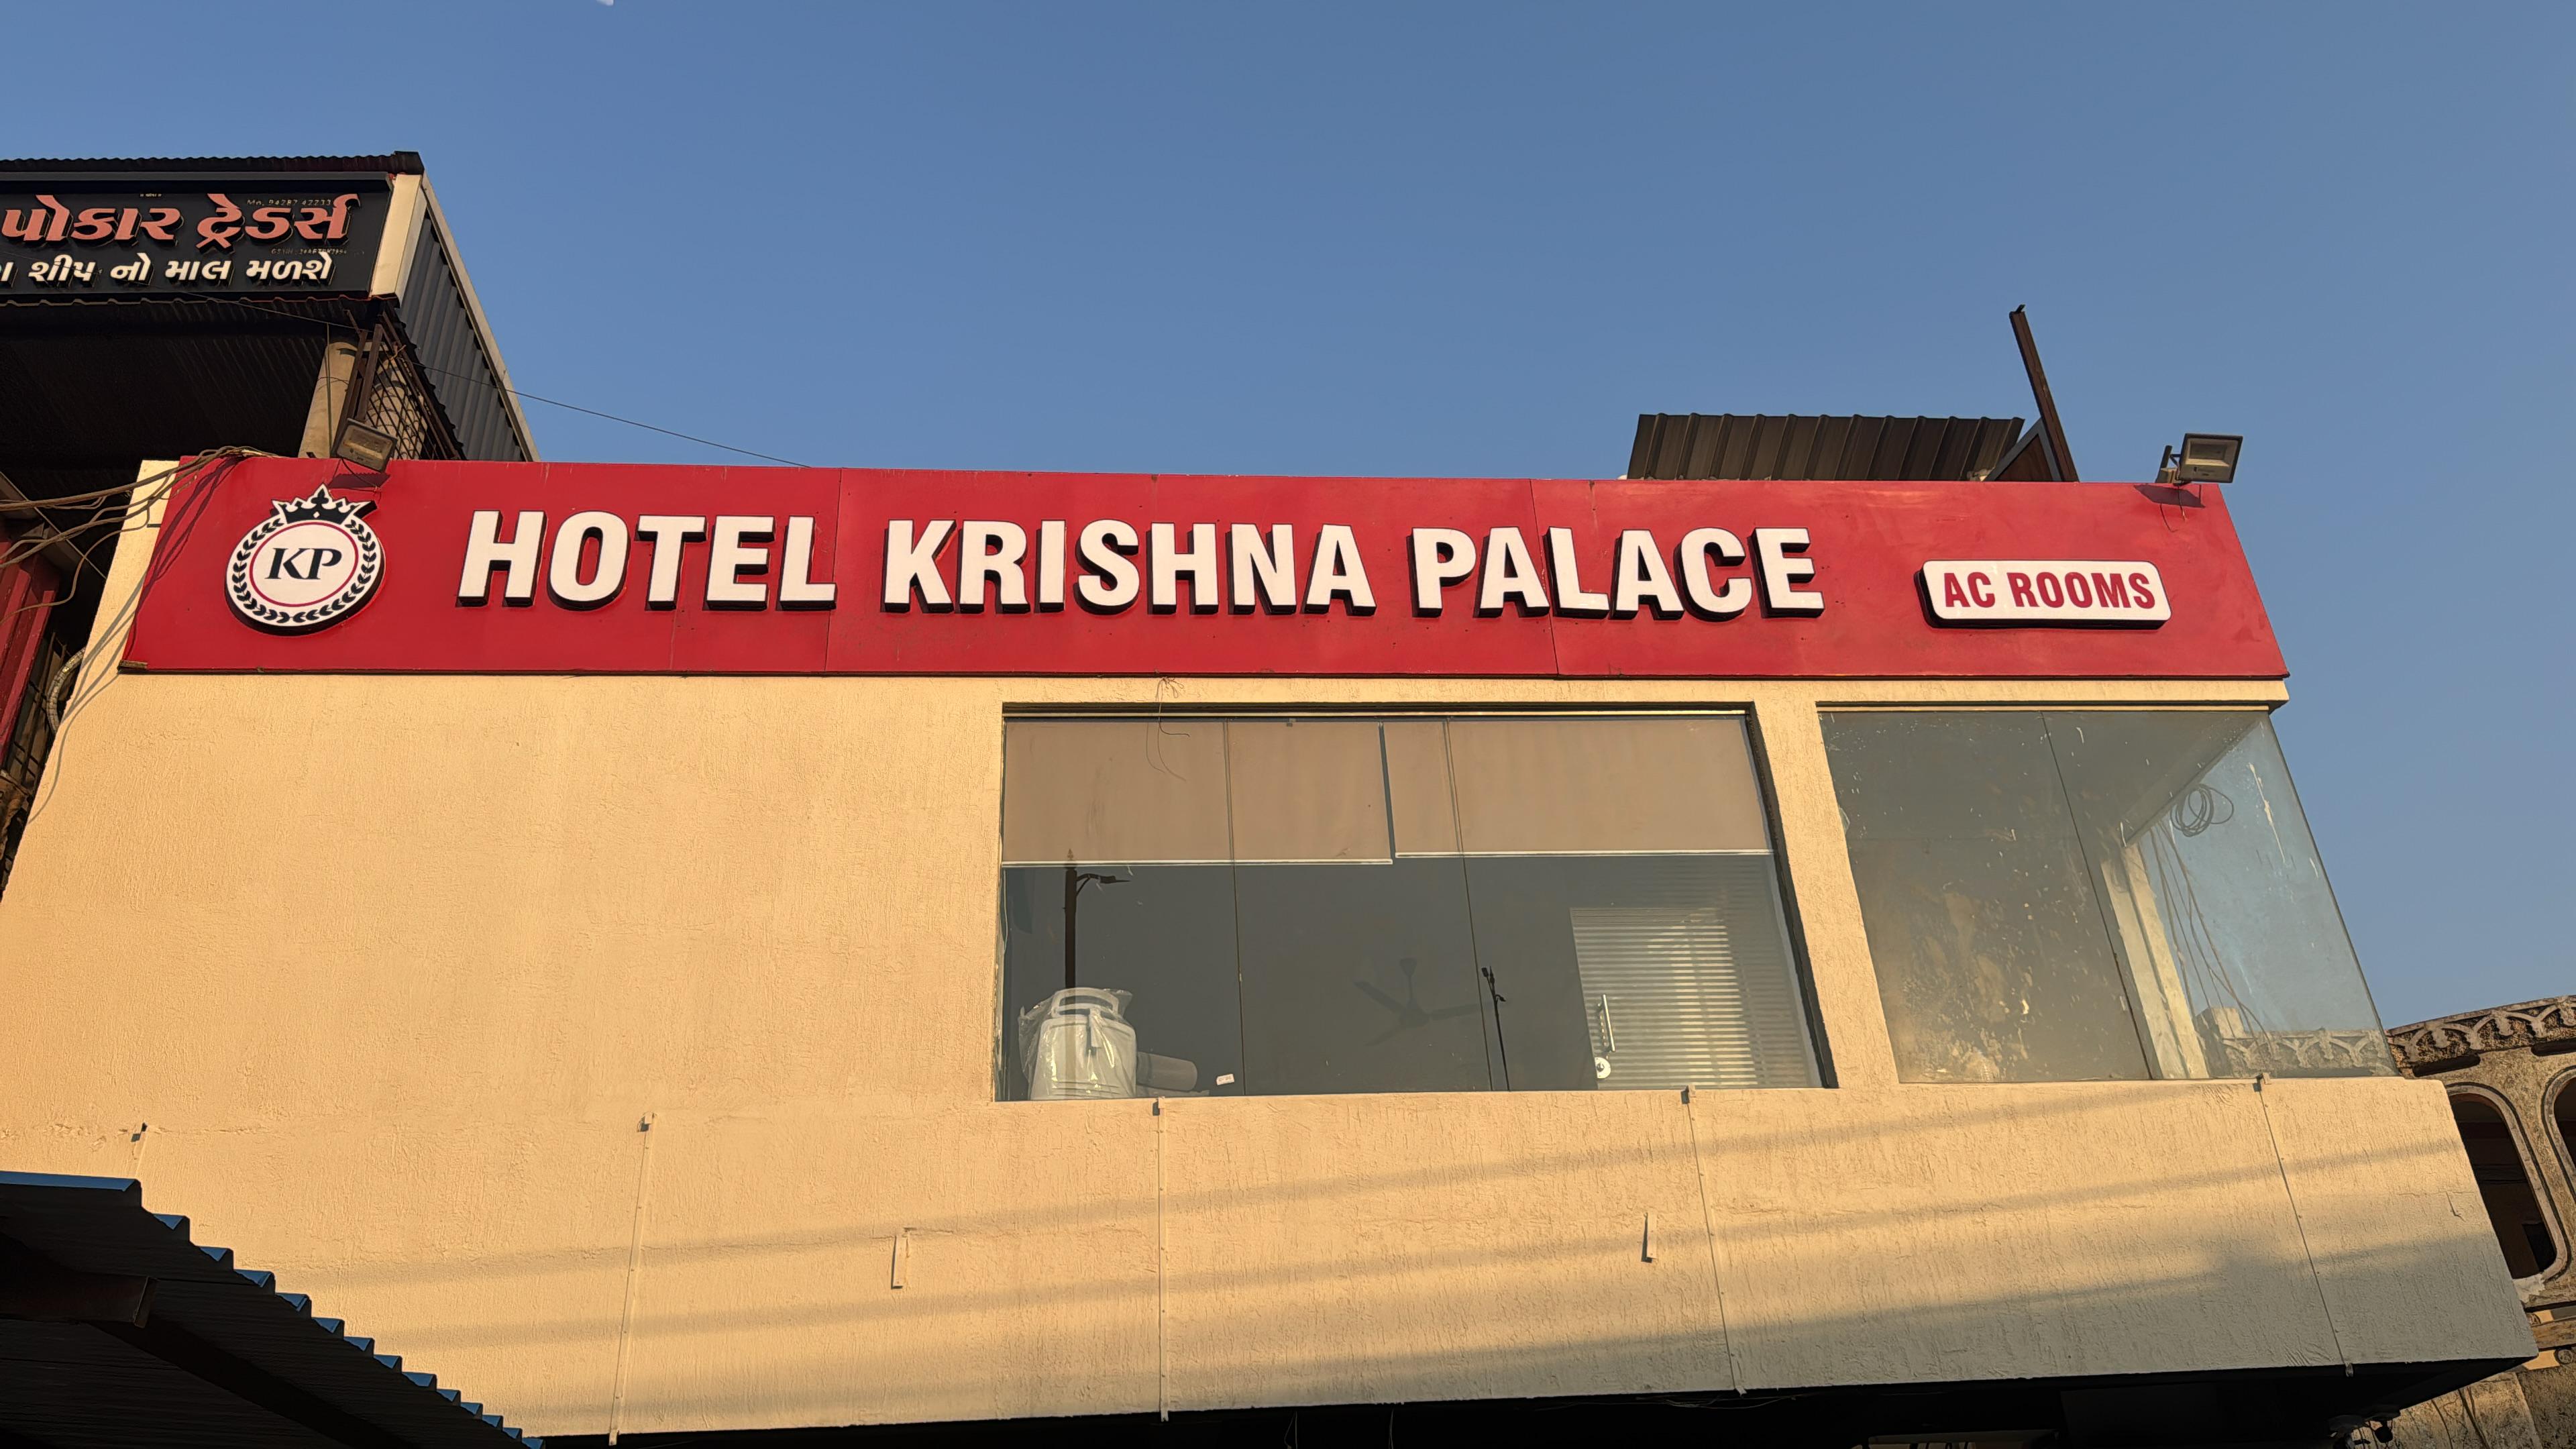 પોકાર ટ્રેડર્સ
શીપ નો માલ મળશે
KP
HOTEL KRISHNA PALACE
AC ROOMS